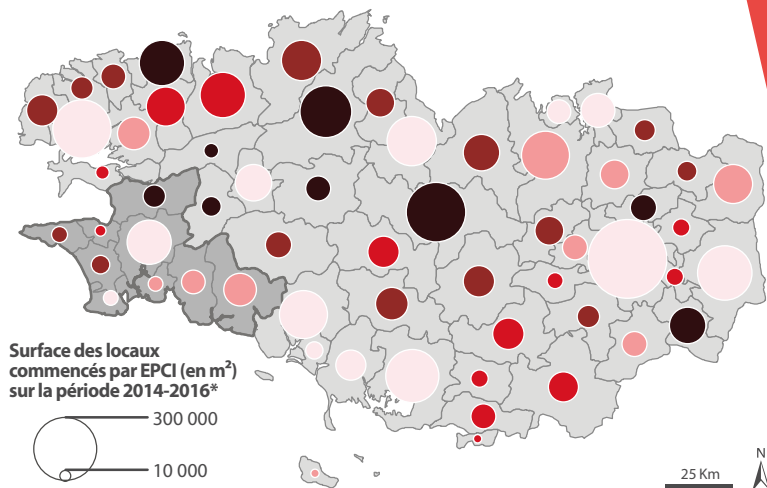 Surface des locaux
commencés par EPCI (en m²)
sur la période 2014-2016*
300 000
10 000
25 Km
N